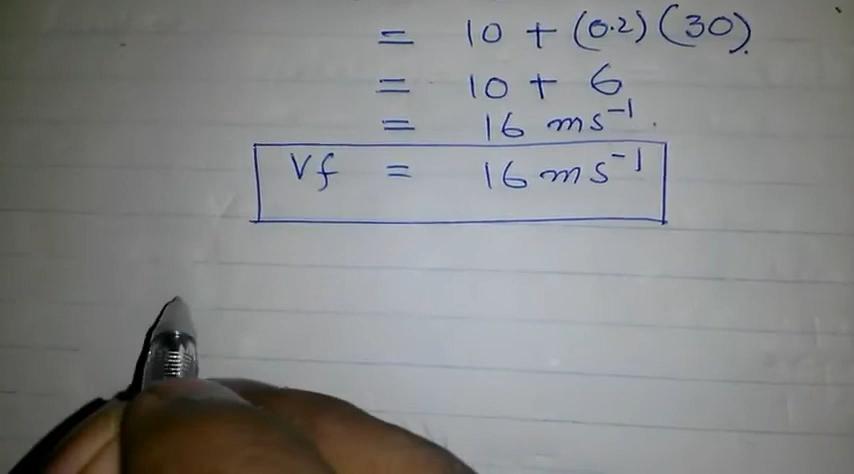 = 10 + (0.2) (30).
= 10 + 6
= 16 ms⁻¹.
Vf = 16 ms⁻¹